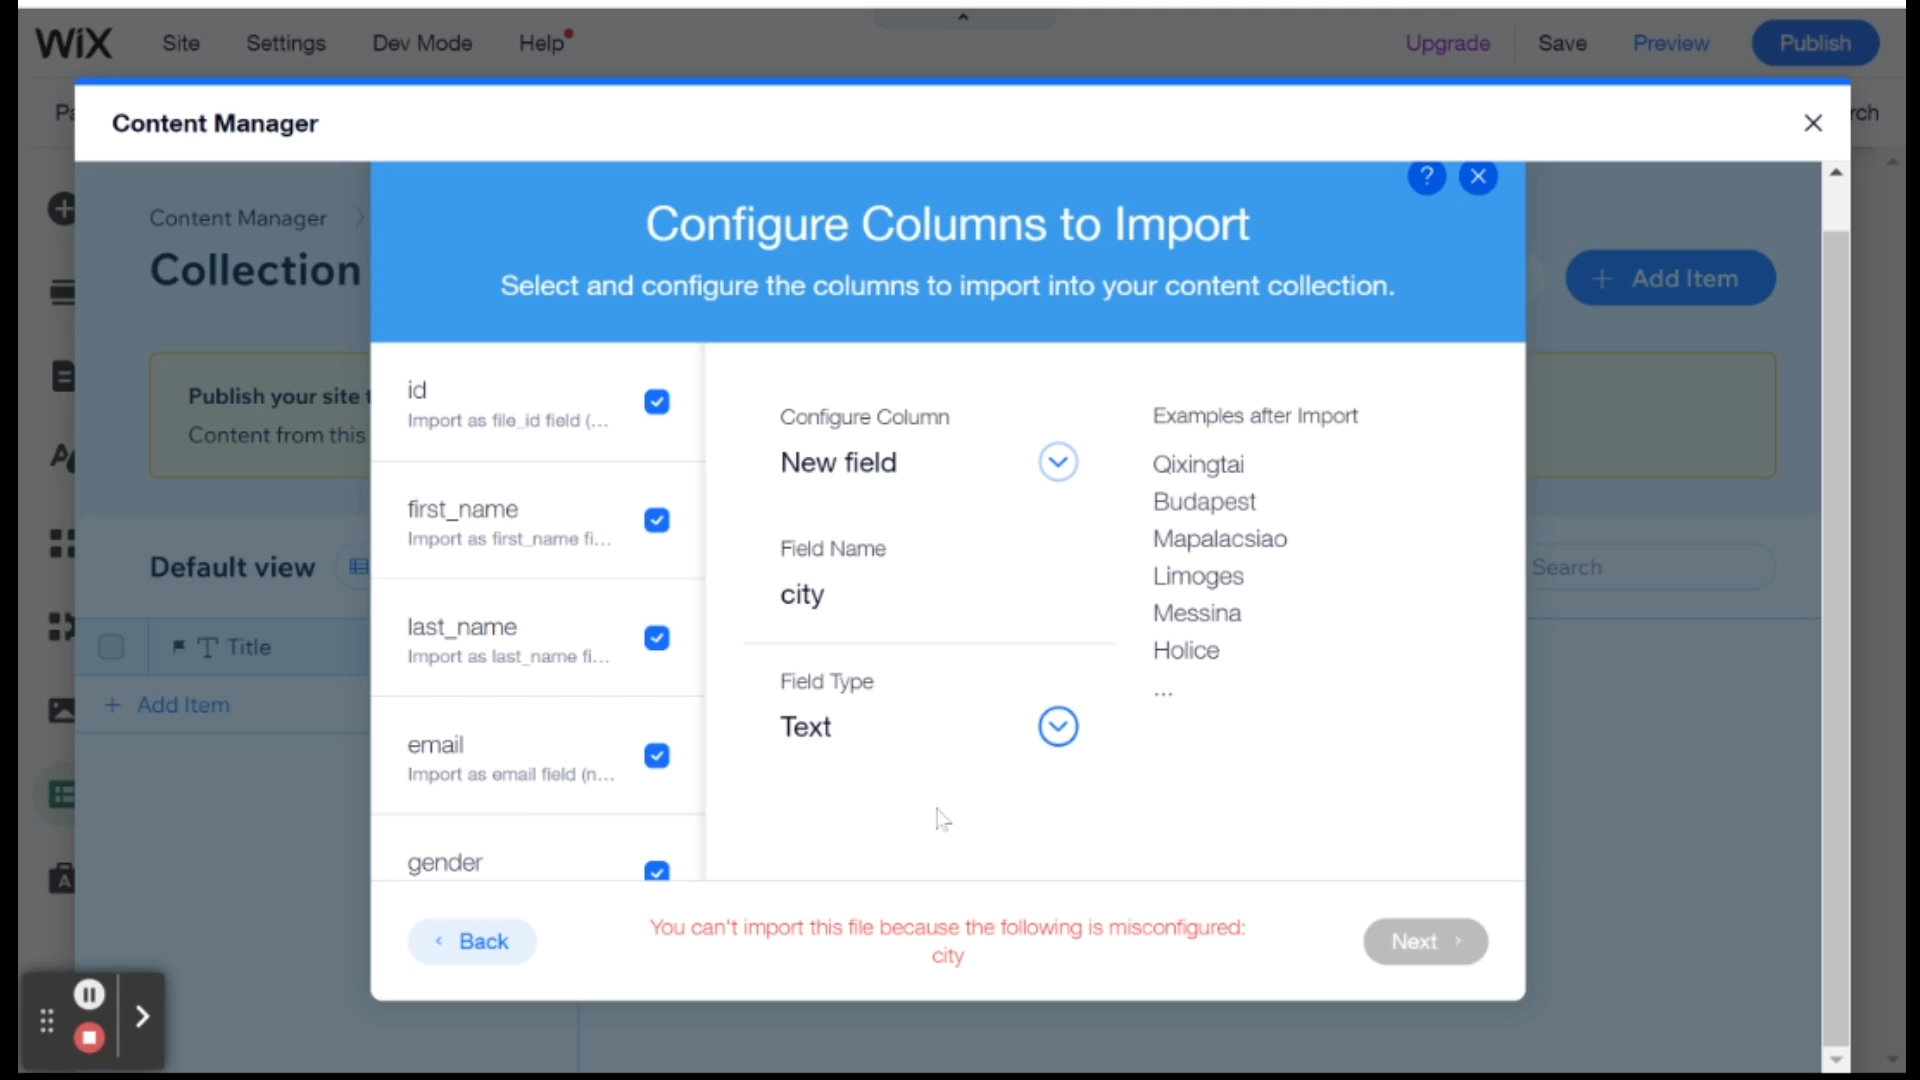 WiX Site Settings Dev Mode Help Upgrade Save Preview Publish
Content Manager
Content Manager
Collection
Add Item
Publish your site
Content from this
Default view
Search
Title
Add Item
Configure Columns to Import
Select and configure the columns to import into your content collection.
?
id
Import as file_id field (...
first_name
Import as first_name fi...
last_name
Import as last_name fi...
email
Import as email field (n...
gender
Configure Column
New field
Field Name
city
Field Type
Text
Examples after Import
Qixingtai
Budapest
Mapalacsiao
Limoges
Messina
Holice
...
Back
You can't import this file because the following is misconfigured:
city
Next